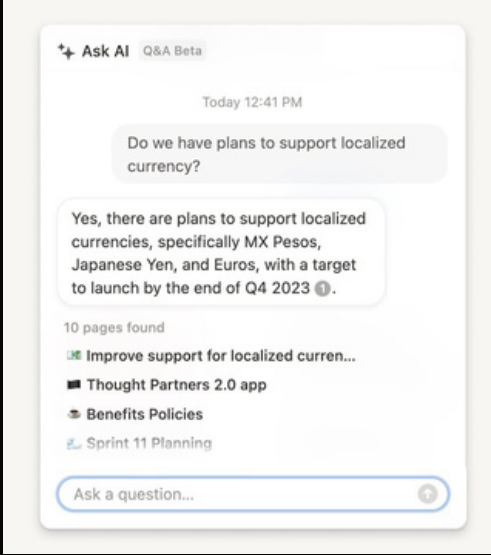 Ask AI Q&A Beta
Today 12:41 PM
Do we have plans to support localized
currency?
Yes, there are plans to support localized
currencies, specifically MX Pesos,
Japanese Yen, and Euros, with a target
to launch by the end of Q4 2023 1.
10 pages found
Improve support for localized curren...
Thought Partners 2.0 app
Benefits Policies
Sprint 11 Planning
Ask a question...